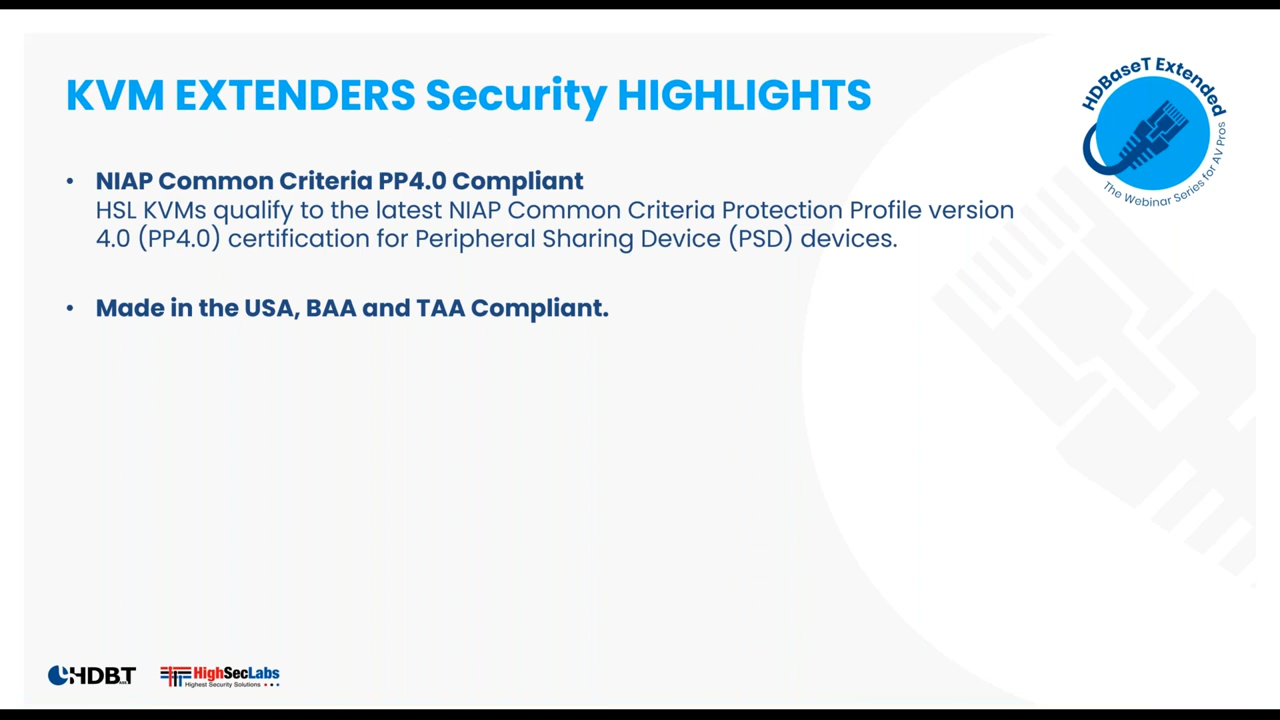 KVM EXTENDERS Security HIGHLIGHTS
HDBaseT Extended
The Webinar Series for AV Pros
• NIAP Common Criteria PP4.0 Compliant
HSL KVMs qualify to the latest NIAP Common Criteria Protection Profile version
4.0 (PP4.0) certification for Peripheral Sharing Device (PSD) devices.
• Made in the USA, BAA and TAA Compliant.
HDBT
HighSecLabs
Highest Security Solutions